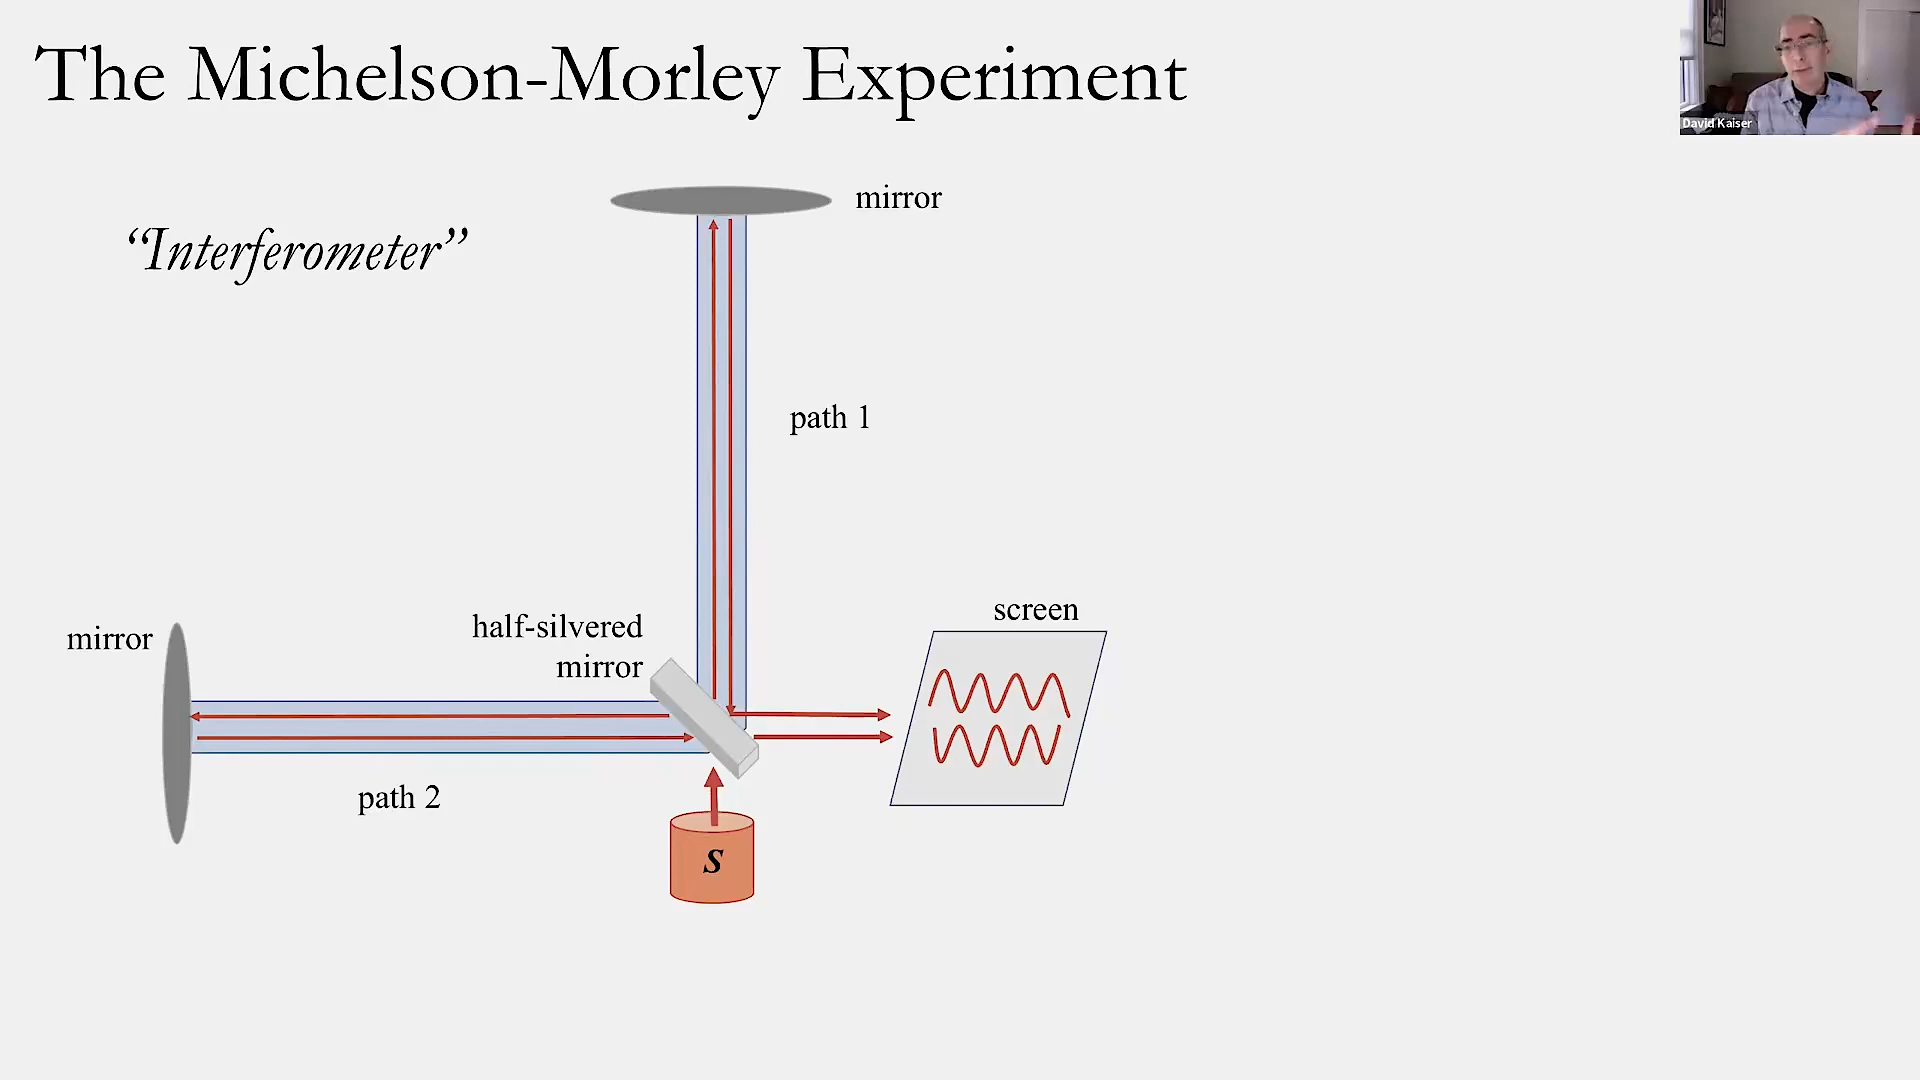 The Michelson-Morley Experiment
David Kaiser
mirror
“Interferometer”
path 1
screen
half-silvered
mirror
mirror
path 2
S